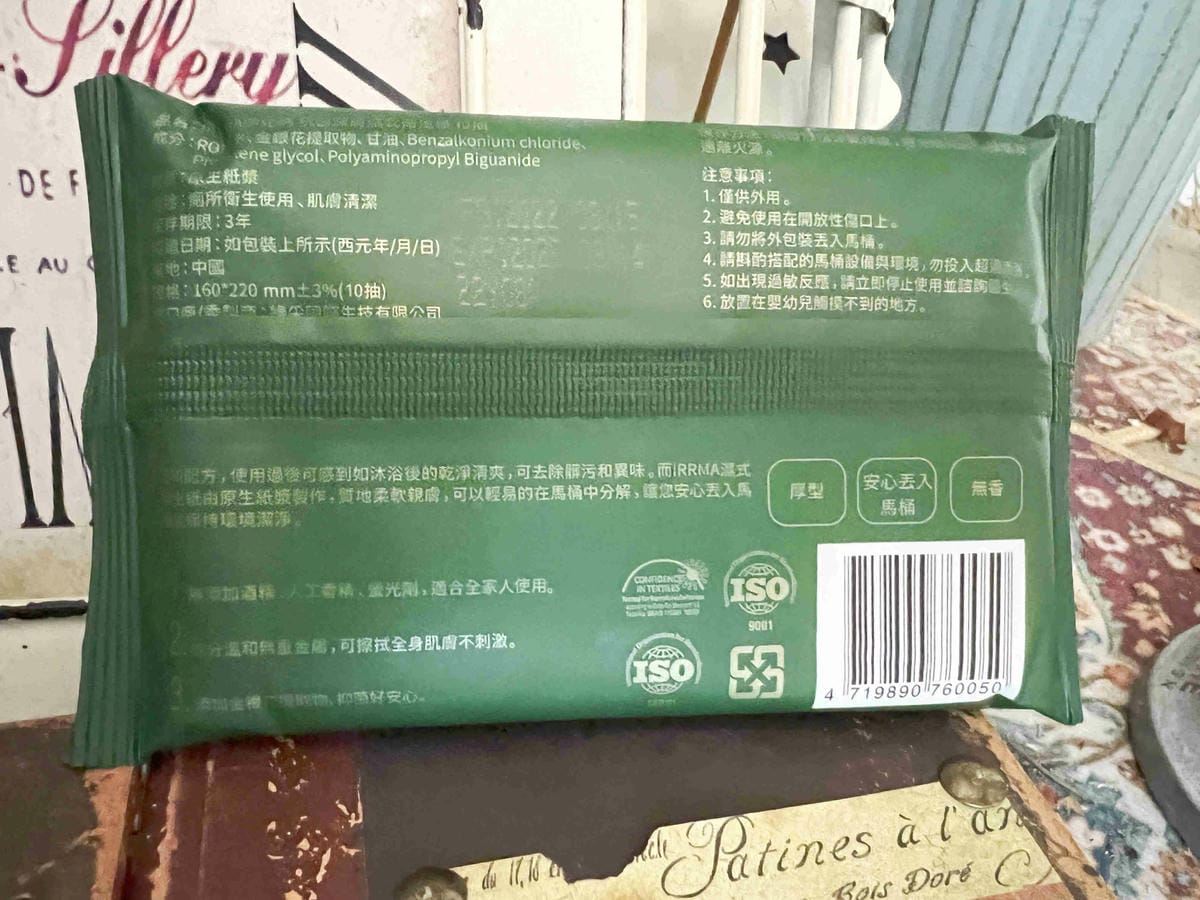 Sillery
DE F
E AU
成分：RO 、金銀花提取物、甘油、Benzalkonium chloride、
ene glycol、Polyaminopropyl Biguanide
原生紙漿
：廁所衛生使用、肌膚清潔
期限：3年
日期：如包裝上所示(西元年/月/日)
地：中國
：160*220 mm±3%(10抽)
遠離火源。
注意事項：
1. 僅供外用。
2. 避免使用在開放性傷口上。
3. 請勿將外包裝丟入馬桶。
4. 請斟酌搭配的馬桶設備與環境，勿投入超
5. 如出現過敏反應，請立即停止使用並諮詢
6. 放置在嬰幼兒觸摸不到的地方。
配方，使用過後可感到如沐浴後的乾淨清爽，可去除髒污和異味。而IRRMA濕式
紙由原生紙漿製作，質地柔軟親膚，可以輕易的在馬桶中分解，讓您安心丟入馬
保持環境潔淨。
厚型
安心丟入
馬桶
無香
加酒精、人工香精、螢光劑，適合全家人使用。
溫和無重金屬，可擦拭全身肌膚不刺激。
抑菌好安心。
CONFIDENCE
IN TEXTILES
ISO
9001
ISO
4 719890 760050
Patines à l'an
du 17, 18 e
Bois Doré